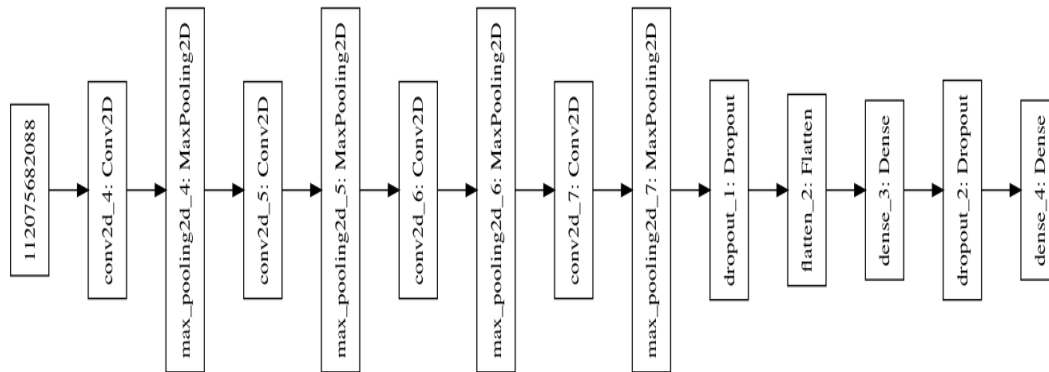 112075682088
conv2d_4: Conv2D
max_pooling2d_4: MaxPooling2D
conv2d_5: Conv2D
max_pooling2d_5: MaxPooling2D
conv2d_6: Conv2D
max_pooling2d_6: MaxPooling2D
conv2d_7: Conv2D
max_pooling2d_7: MaxPooling2D
dropout_1: Dropout
flatten_2: Flatten
dense_3: Dense
dropout_2: Dropout
dense_4: Dense